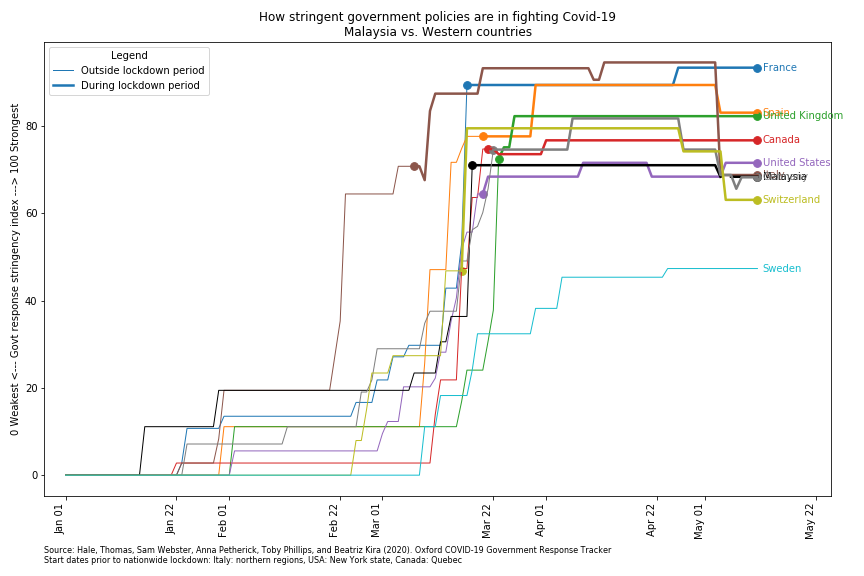 How stringent government policies are in fighting Covid-19
Malaysia vs. Western countries
Legend
Outside lockdown period
During lockdown period
0 Weakest <--- Govt response stringency index ---> 100 Strongest
80
60
40
20
0
France
Spain
United Kingdom
Canada
United States
Malaysia
Switzerland
Sweden
Jan 01
Jan 22
Feb 01
Feb 22
Mar 01
Mar 22
Apr 01
Apr 22
May 01
May 22
Source: Hale, Thomas, Sam Webster, Anna Petherick, Toby Phillips, and Beatriz Kira (2020). Oxford COVID-19 Government Response Tracker
Start dates prior to nationwide lockdown: Italy: northern regions, USA: New York state, Canada: Quebec